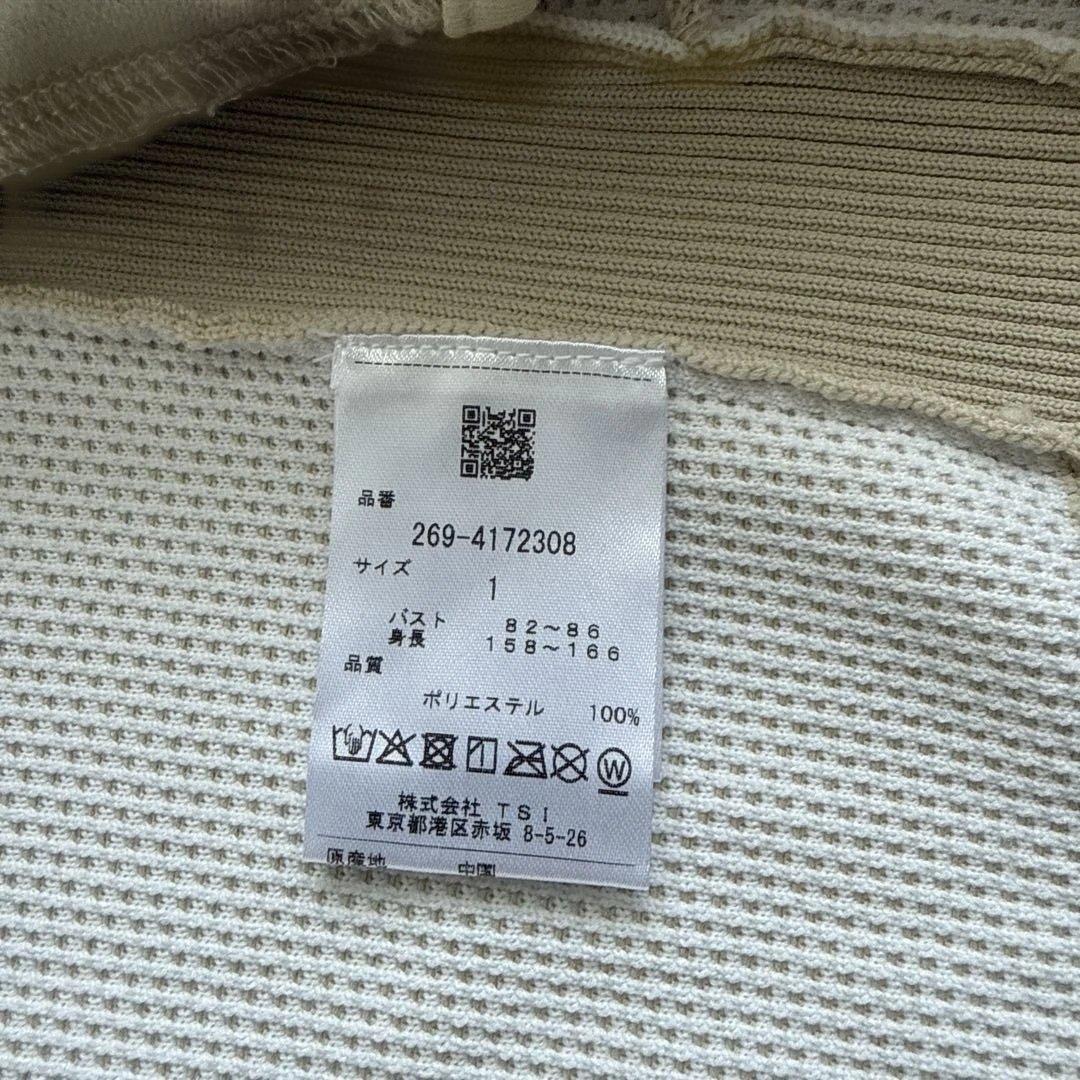 品番
269-4172308
サイズ
1
バスト 82～86
身長 158～166
品質
ポリエステル 100%
W
株式会社 TSI
東京都港区赤坂 8-5-26
原産地 中国